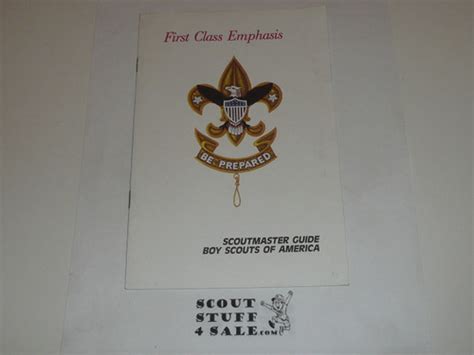 First Class Emphasis
BE PREPARED
SCOUTMASTER GUIDE
BOY SCOUTS OF AMERICA
SCOUT
STUFF
4 SALE.com